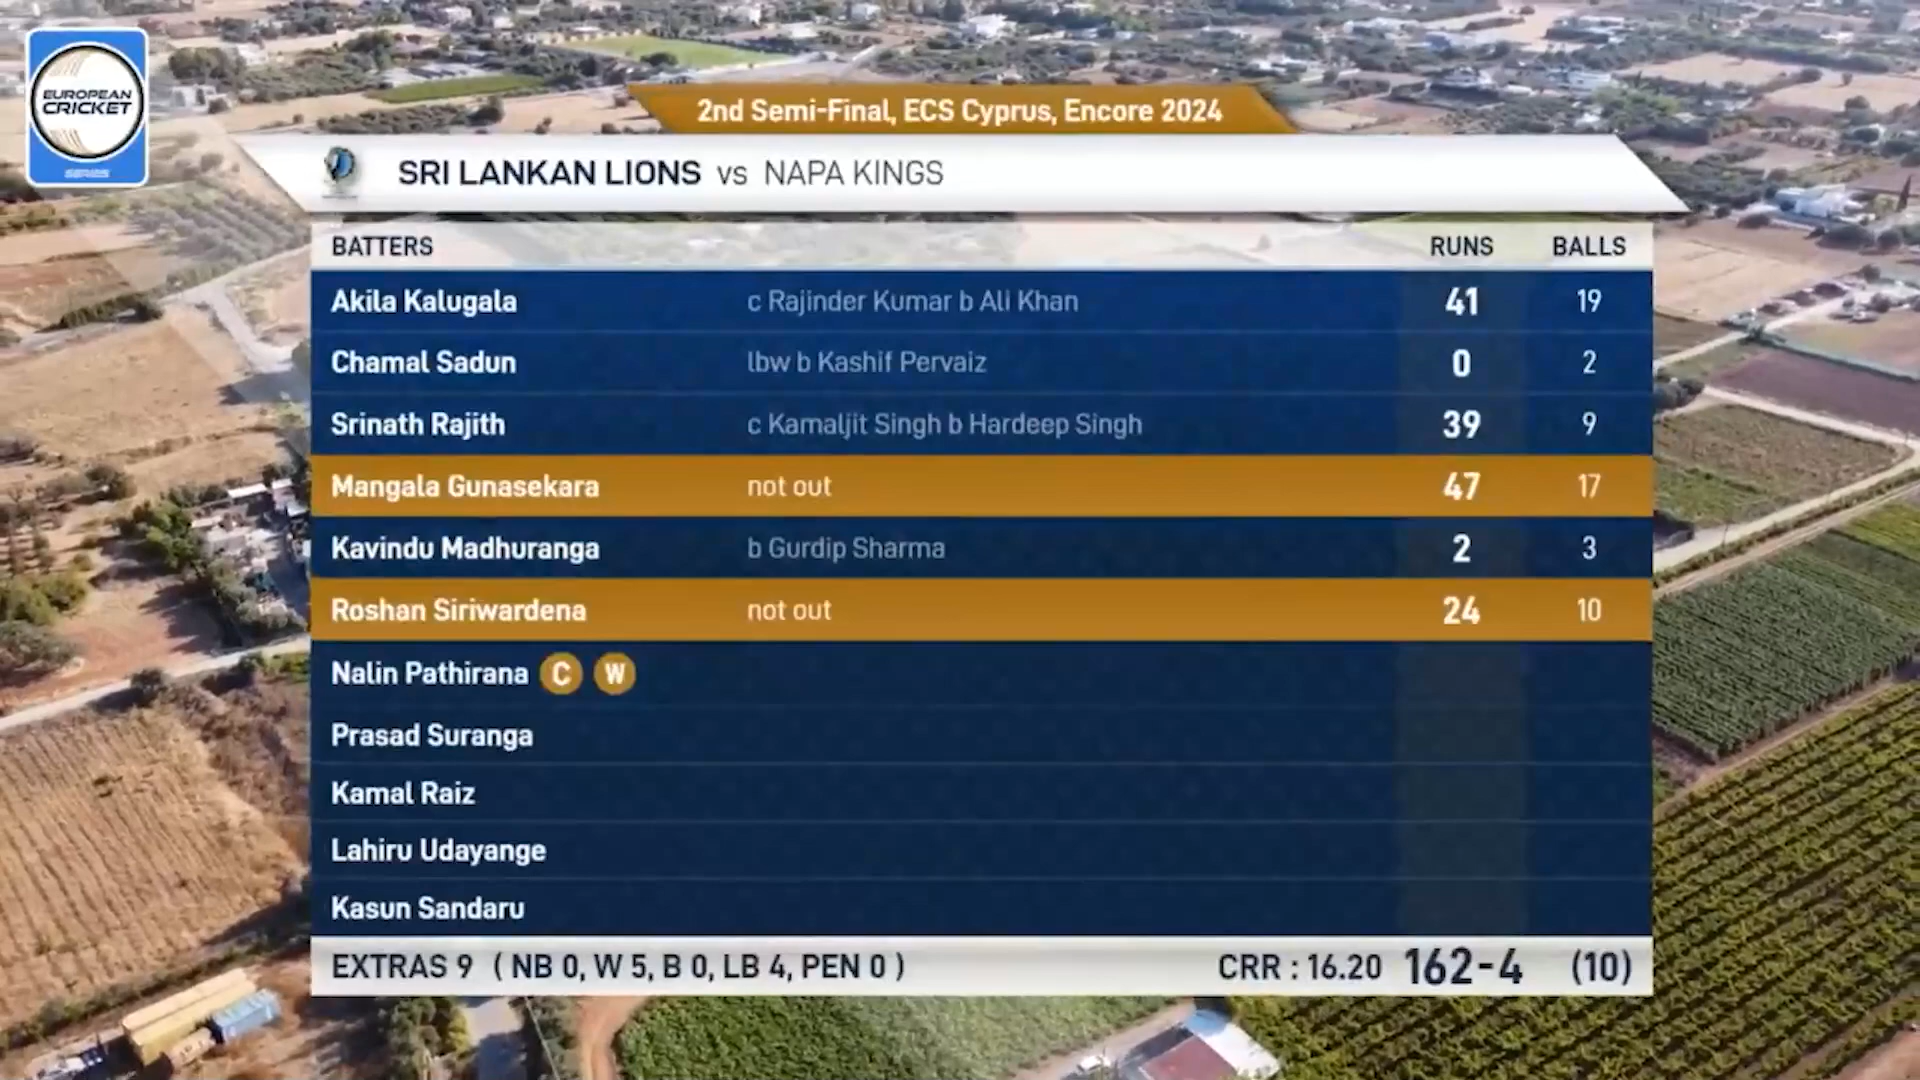 EUROPEAN
CRICKET
SERIES
2nd Semi-Final, ECS Cyprus, Encore 2024
SRI LANKAN LIONS vs NAPA KINGS
BATTERS RUNS BALLS
Akila Kalugala c Rajinder Kumar b Ali Khan 41 19
Chamal Sadun lbw b Kashif Pervaiz 0 2
Srinath Rajith c Kamaljit Singh b Hardeep Singh 39 9
Mangala Gunasekara not out 47 17
Kavindu Madhuranga b Gurdip Sharma 2 3
Roshan Siriwardena not out 24 10
Nalin Pathirana C W
Prasad Suranga
Kamal Raiz
Lahiru Udayange
Kasun Sandaru
EXTRAS 9 ( NB 0, W 5, B 0, LB 4, PEN 0 ) CRR : 16.20 162-4 (10)